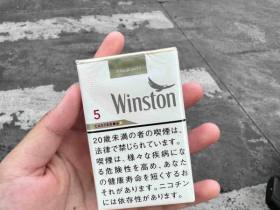 5
Winston
CASTER WHITE
20歳未満の者の喫煙は、
法律で禁じられています。
喫煙は、様々な疾病にな
る危険性を高め、あなた
の健康寿命を短くするお
それがあります。ニコチン
には依存性があります。